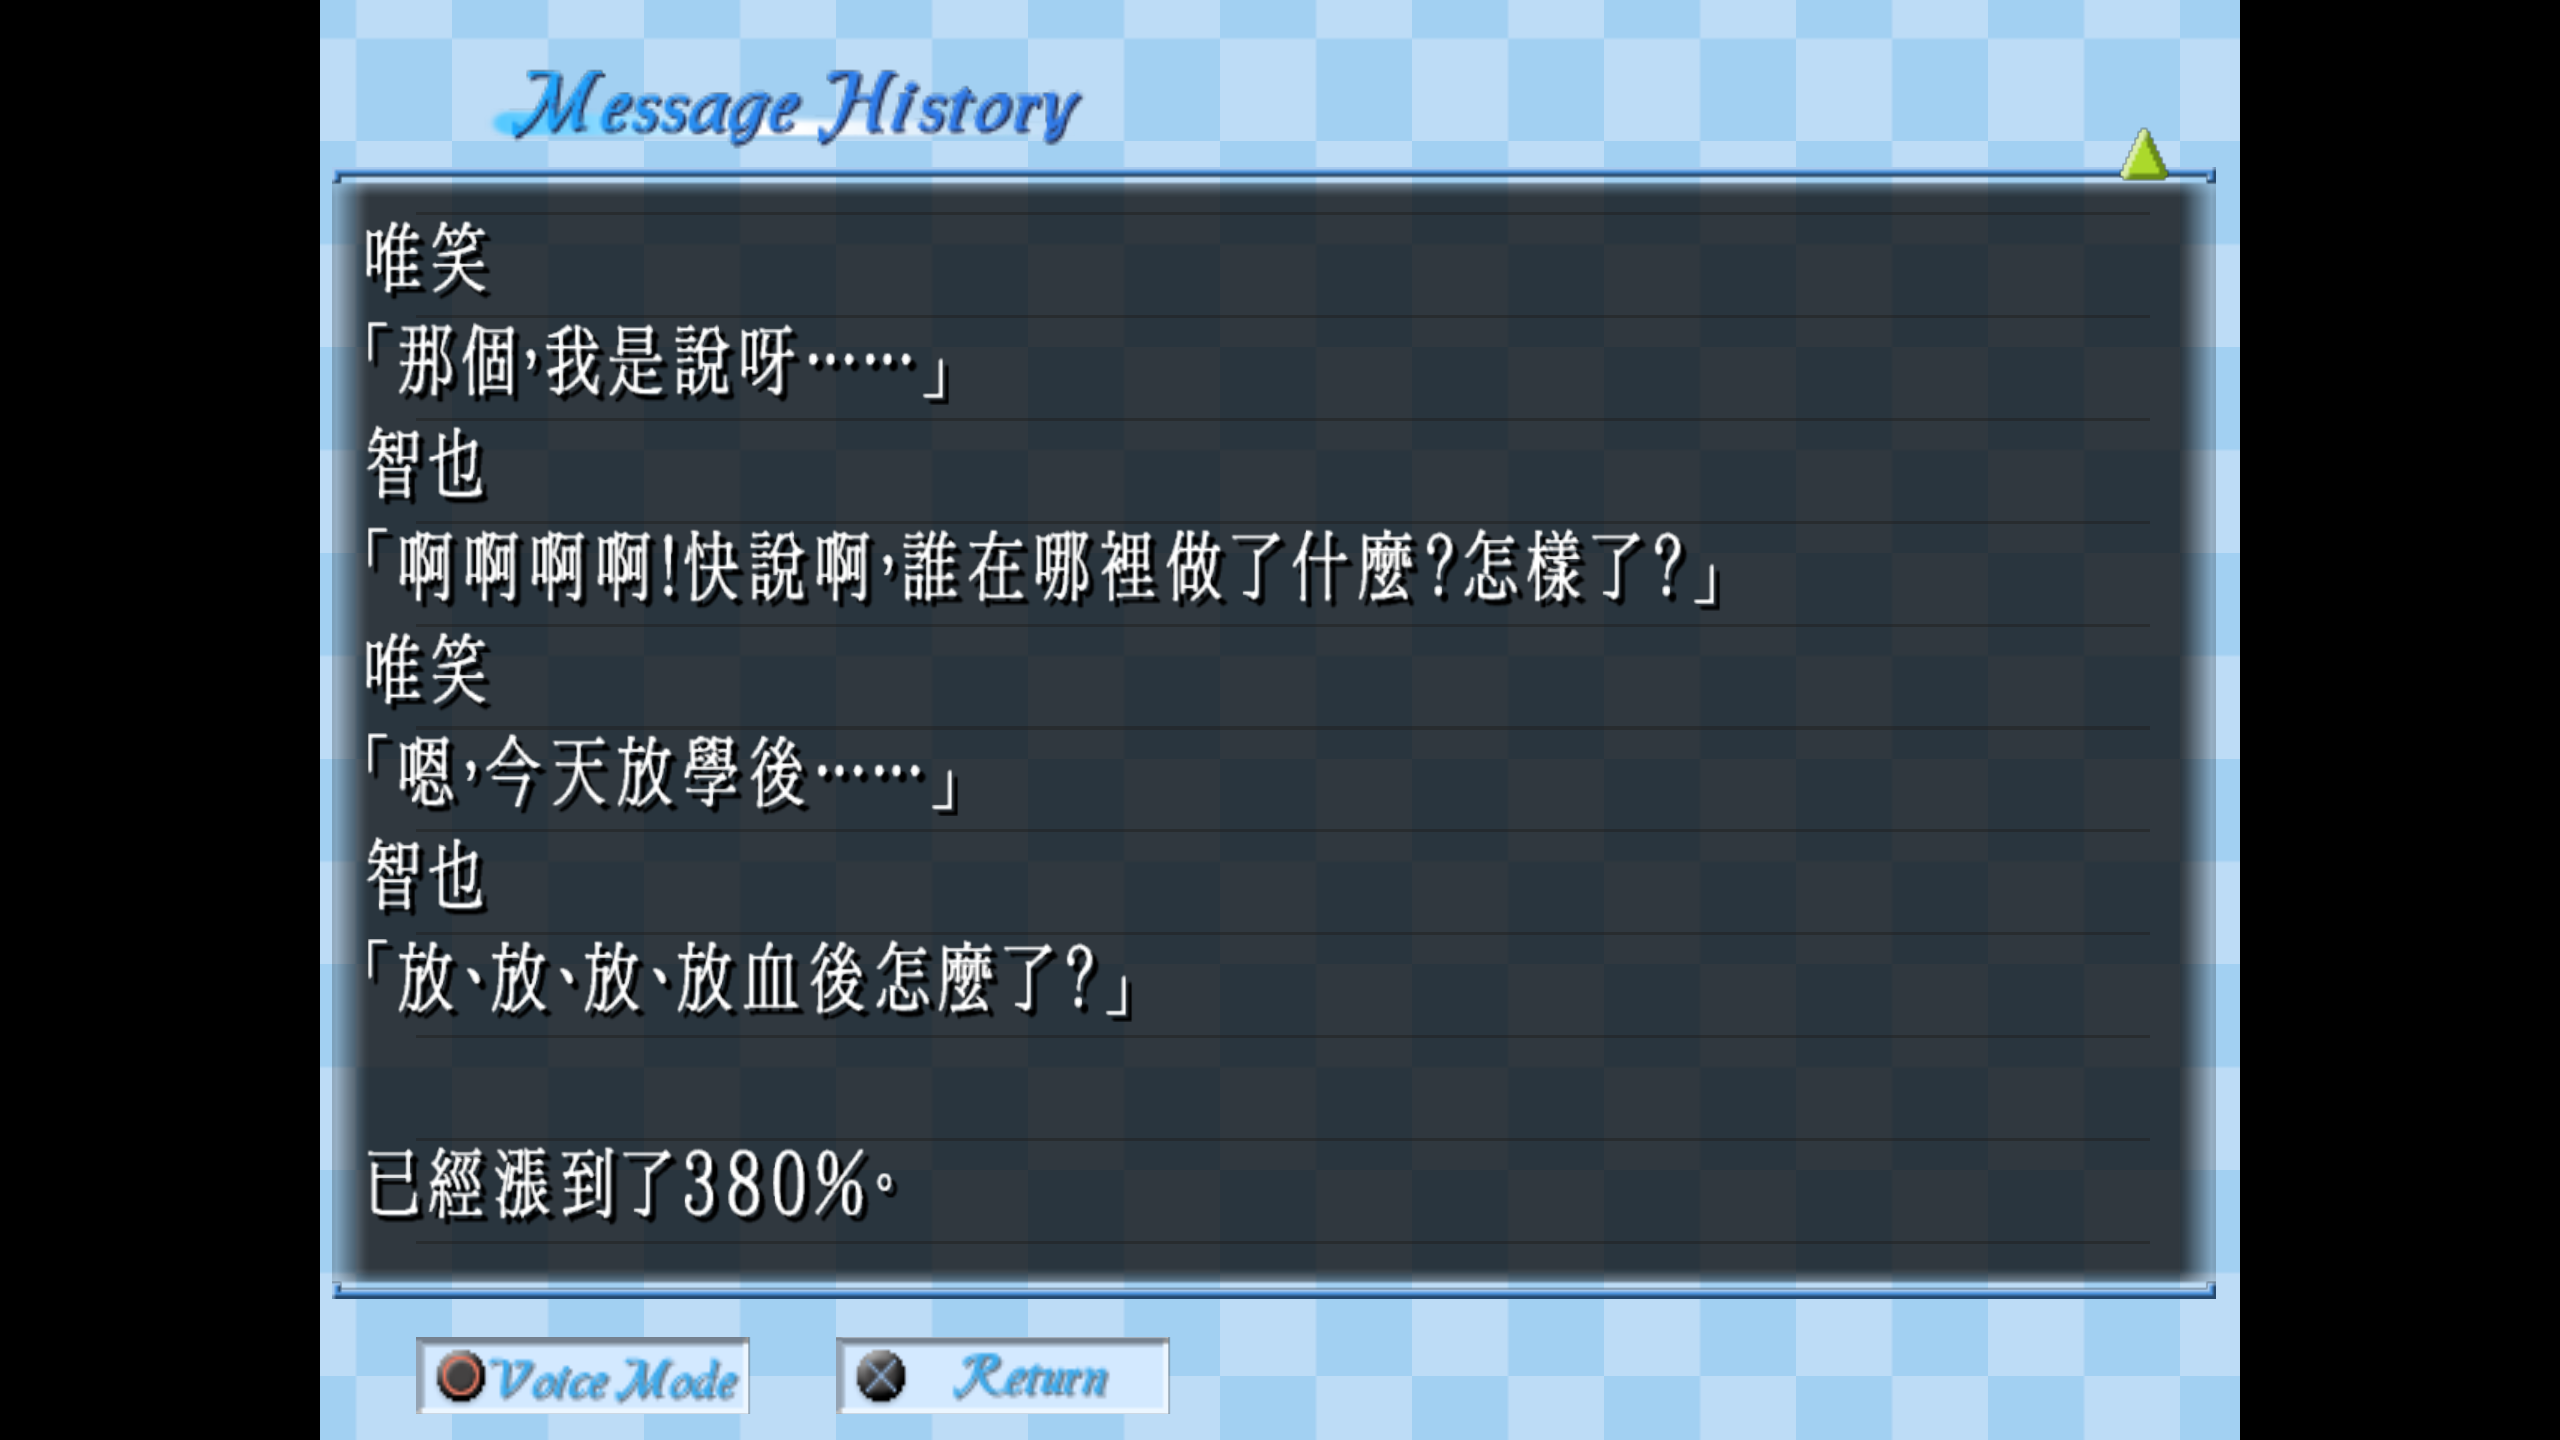 Message History
唯笑
「那個，我是說呀……」
智也
「啊啊啊啊！快說啊，誰在哪裡做了什麼？怎樣了？」
唯笑
「嗯，今天放學後……」
智也
「放、放、放、放血後怎麼了？」
已經漲到了380%。
Voice Mode
Return